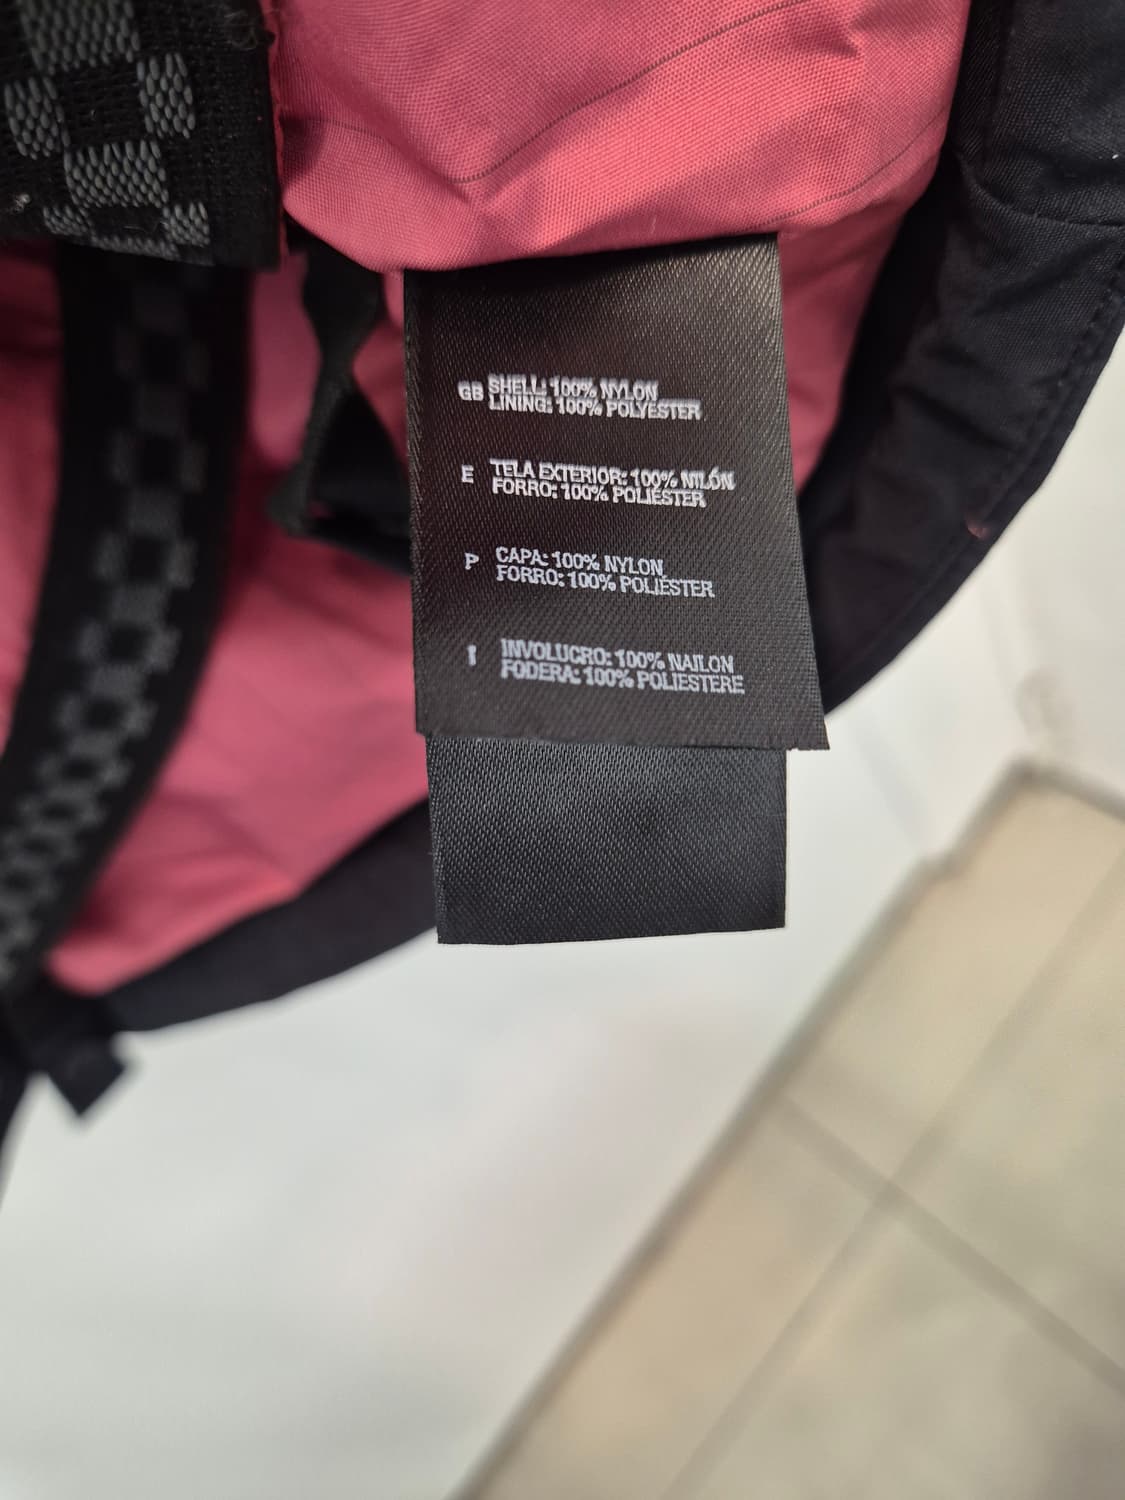 GB SHELL: 100% NYLON
LINING: 100% POLYESTER
E TELA EXTERIOR: 100% NILÓN
FORRO: 100% POLIÉSTER
P CAPA: 100% NYLON
FORRO: 100% POLIÉSTER
I INVOLUCRO: 100% NAILON
FODERA: 100% POLIESTERE